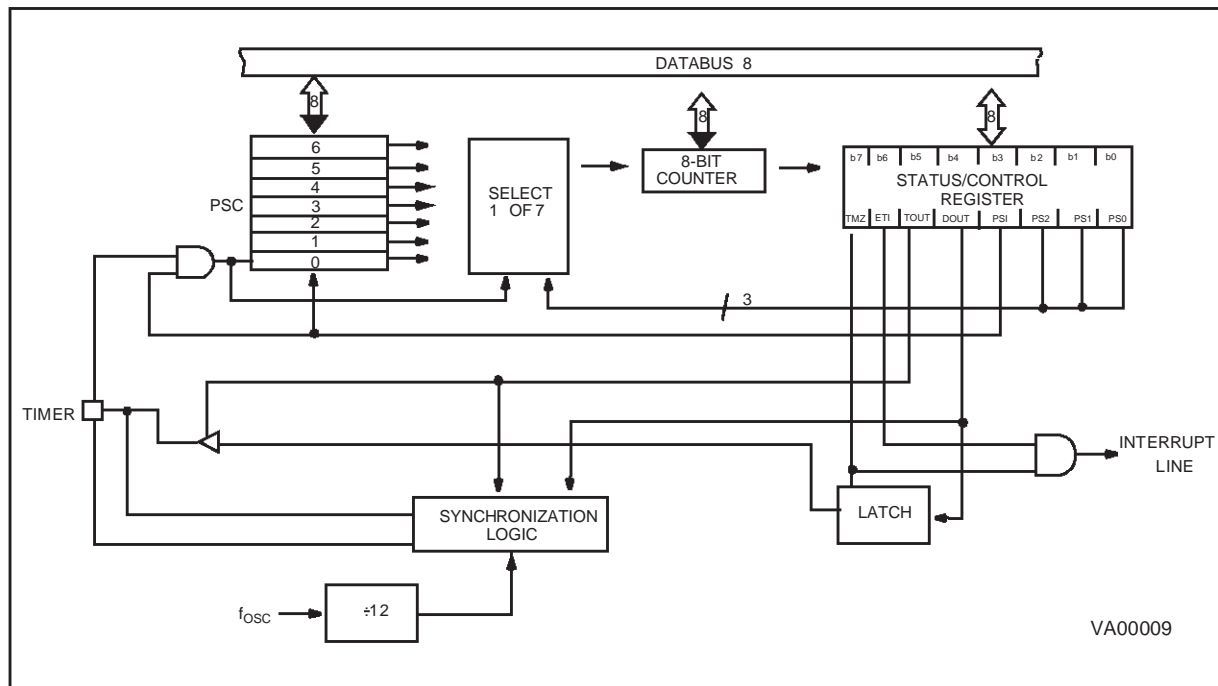 DATABUS 8
8
8
8
6
5
4
3
2
1
0
PSC
SELECT
1 OF 7
8-BIT
COUNTER
b7 b6 b5 b4 b3 b2 b1 b0
STATUS/CONTROL
REGISTER
TMZ ETI TOUT DOUT PSI PS2 PS1 PS0
3
TIMER
SYNCHRONIZATION
LOGIC
LATCH
INTERRUPT
LINE
fOSC
÷12
VA00009